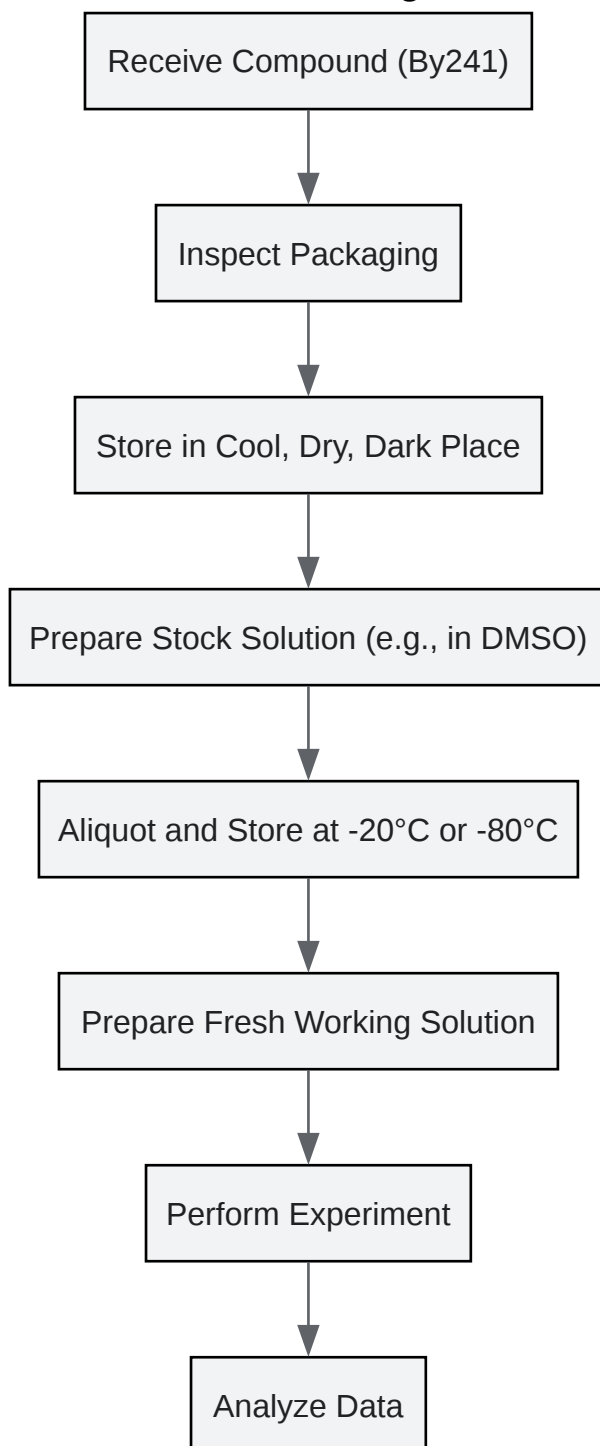 Receive Compound (By241)
Inspect Packaging
Store in Cool, Dry, Dark Place
Prepare Stock Solution (e.g., in DMSO)
Aliquot and Store at -20°C or -80°C
Prepare Fresh Working Solution
Perform Experiment
Analyze Data